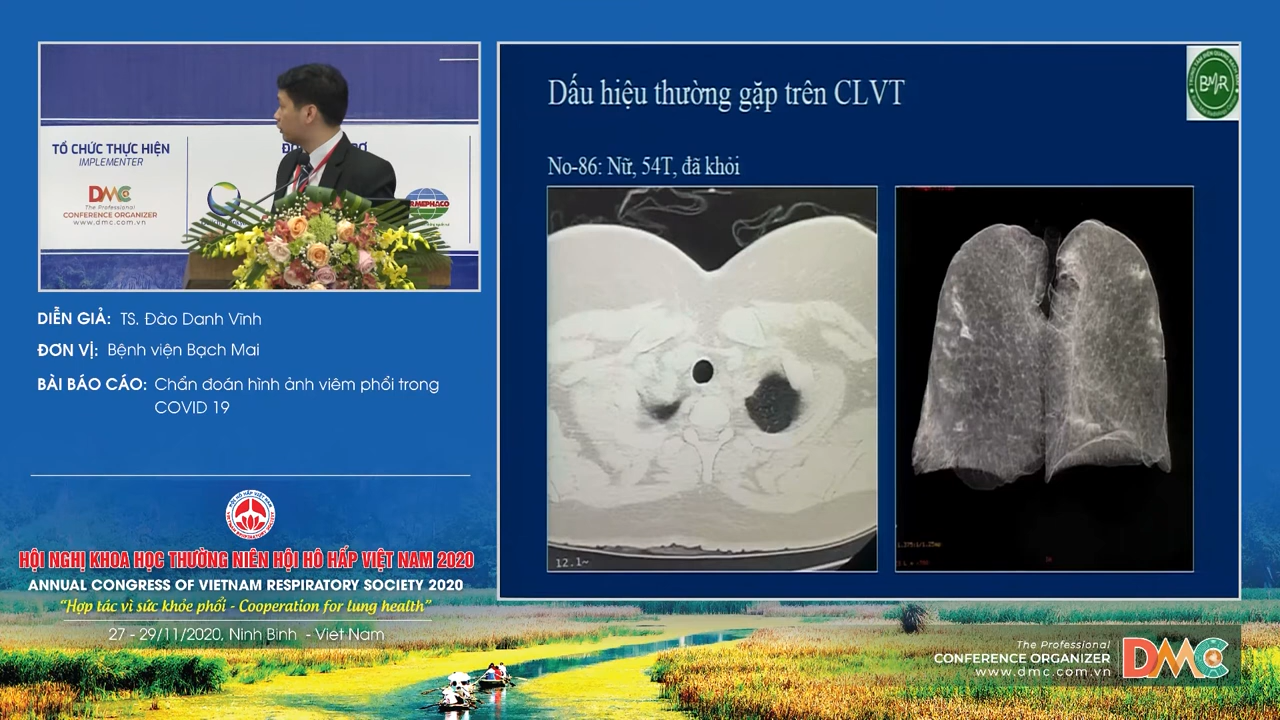 TỔ CHỨC THỰC HIỆN
IMPLEMENTER
DMC
The Professional
CONFERENCE ORGANIZER
www.dmc.com.vn
DIỄN GIẢ: TS. Đào Danh Vĩnh
ĐƠN VỊ: Bệnh viện Bạch Mai
BÀI BÁO CÁO: Chẩn đoán hình ảnh viêm phổi trong
COVID 19
HỘI NGHỊ KHOA HỌC THƯỜNG NIÊN HỘI HÔ HẤP VIỆT NAM 2020
ANNUAL CONGRESS OF VIETNAM RESPIRATORY SOCIETY 2020
“Hợp tác vì sức khỏe phổi - Cooperation for lung health”
27 - 29/11/2020, Ninh Bình - Việt Nam
Dấu hiệu thường gặp trên CLVT
BMR
No-86: Nữ, 54T, đã khỏi
12.1~
The Professional
CONFERENCE ORGANIZER
www.dmc.com.vn
DMC